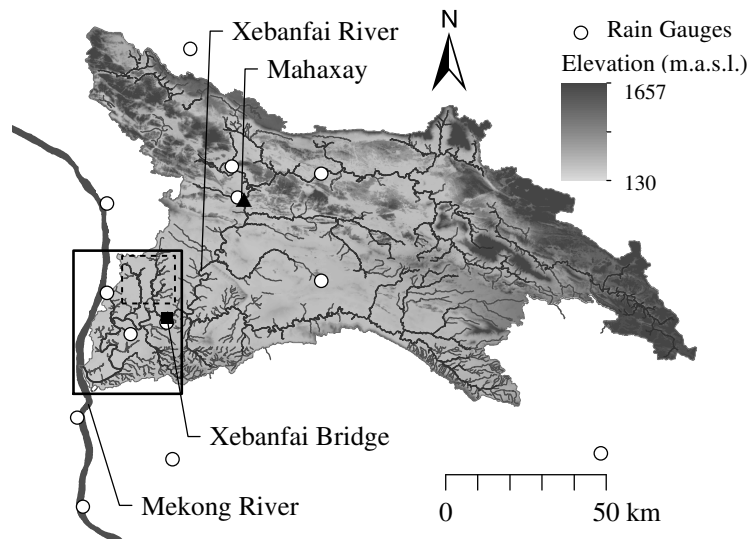 N
Xebanfai River
Rain Gauges
Mahaxay
Elevation (m.a.s.l.)
1657
130
Xebanfai Bridge
Mekong River
0
50 km